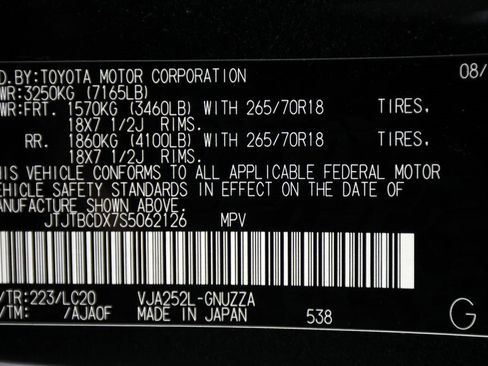 D.BY:TOYOTA MOTOR CORPORATION 08/
WR:3250KG (7165LB)
WR:FRT. 1570KG (3460LB) WITH 265/70R18 TIRES,
18X7 1/2J RIMS.
RR. 1860KG (4100LB) WITH 265/70R18 TIRES,
18X7 1/2J RIMS.
HIS VEHICLE CONFORMS TO ALL APPLICABLE FEDERAL MOTOR
EHICLE SAFETY STANDARDS IN EFFECT ON THE DATE OF
ANUFACTURE SHOWN ABOVE.
JTJTBCDX7S5062126 MPV
/TR:223/LC20 VJA252L-GNUZZA
/TM: /AJA0F MADE IN JAPAN 538 G